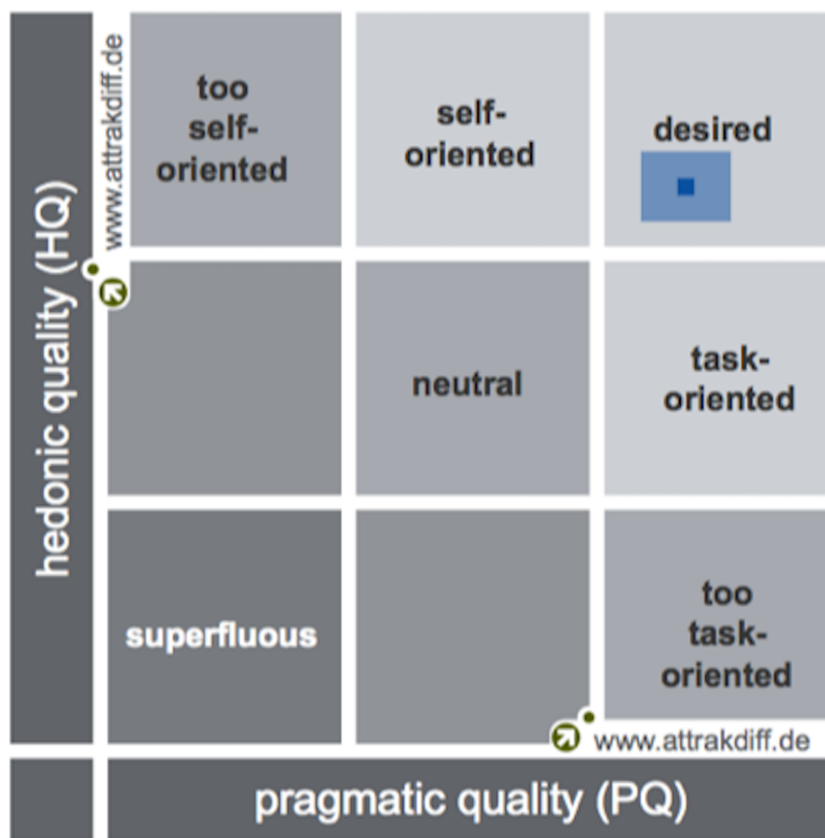 hedonic quality (HQ)
www.attrakdiff.de
too
self-
oriented
self-
oriented
desired
neutral
task-
oriented
superfluous
too
task-
oriented
www.attrakdiff.de
pragmatic quality (PQ)